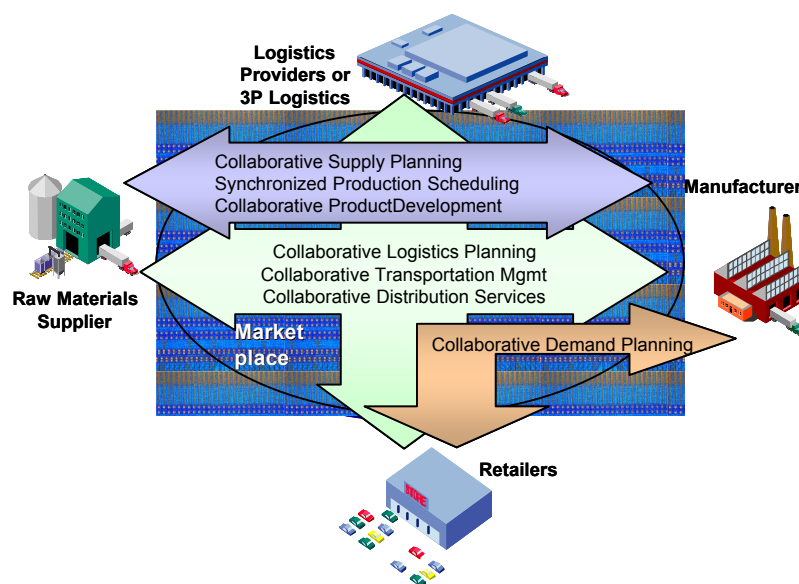 Logistics
Providers or
3P Logistics
Collaborative Supply Planning
Synchronized Production Scheduling
Collaborative ProductDevelopment
Manufacturer
Collaborative Logistics Planning
Collaborative Transportation Mgmt
Collaborative Distribution Services
Raw Materials
Supplier
Market
place
Collaborative Demand Planning
Retailers